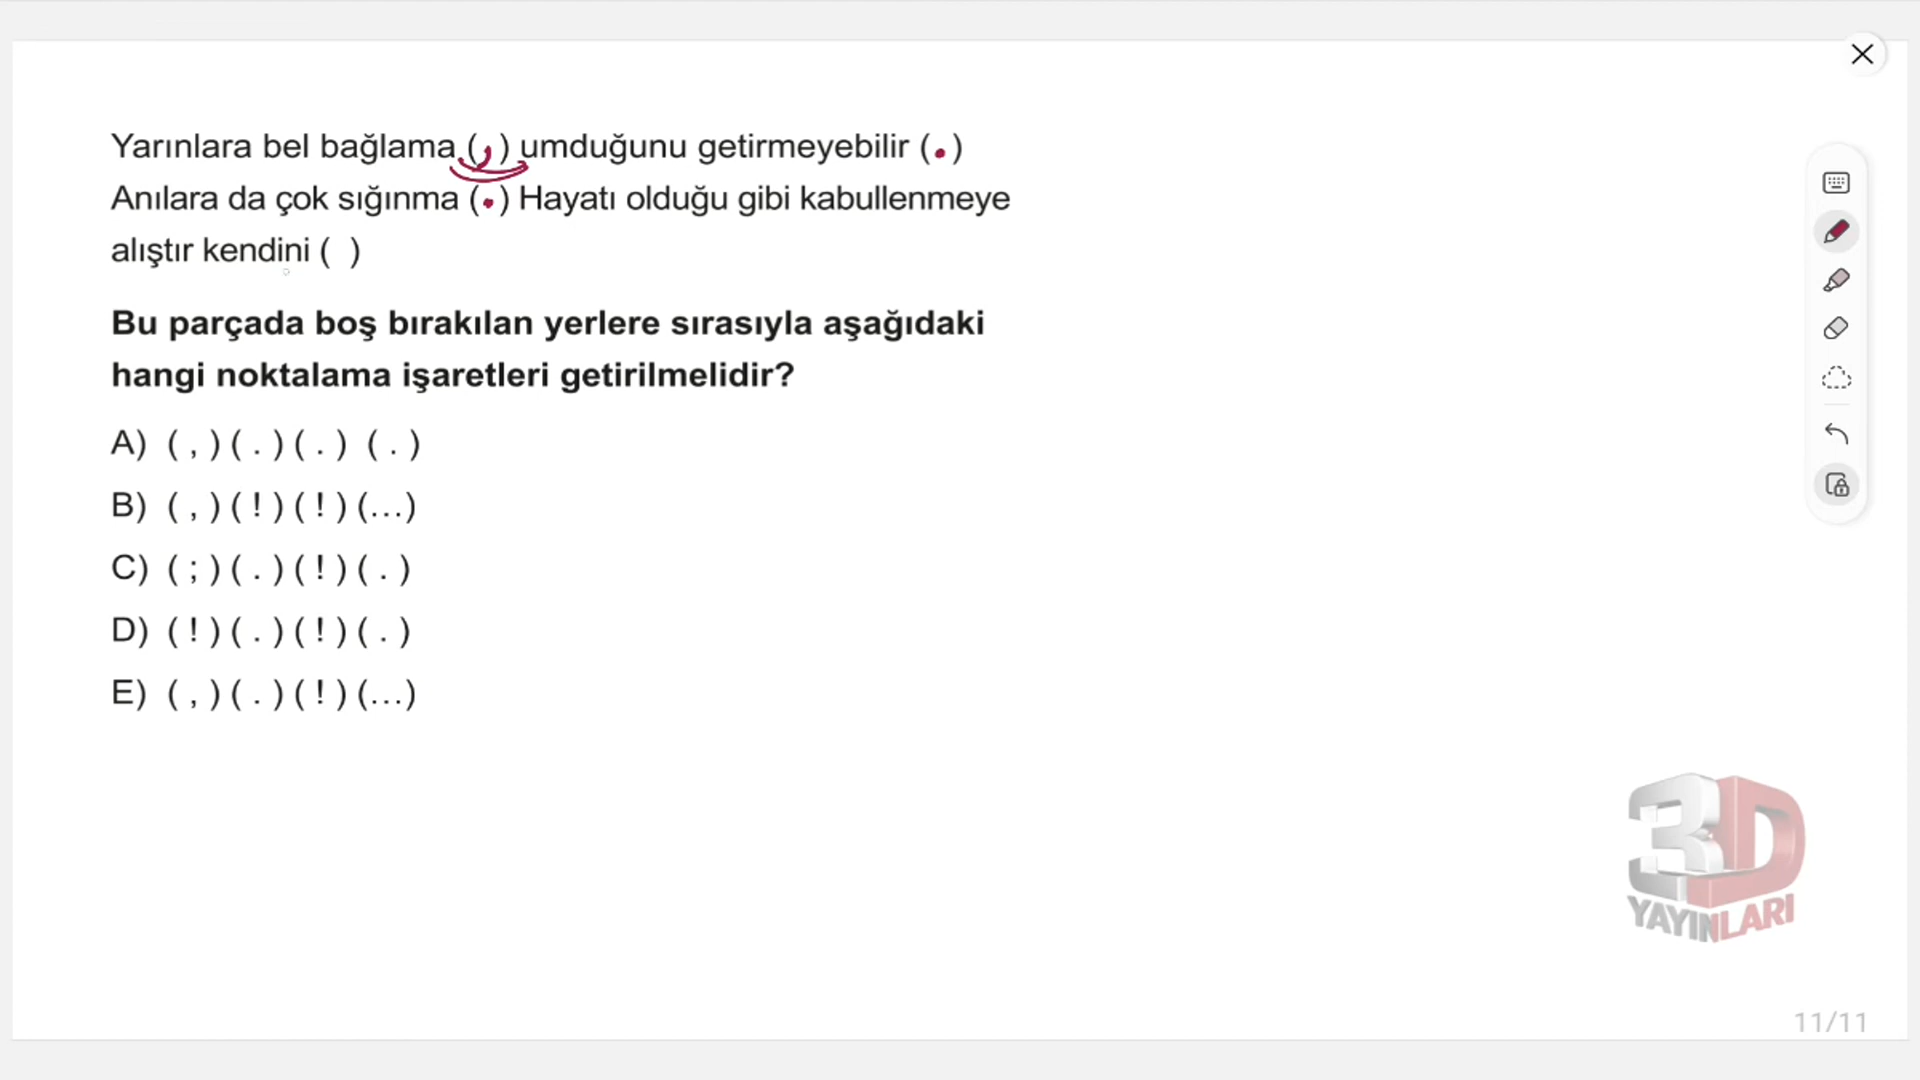 Yarınlara bel bağlama (,) umduğunu getirmeyebilir (.)
Anılara da çok sığınma (.) Hayatı olduğu gibi kabullenmeye
alıştır kendini ( )
Bu parçada boş bırakılan yerlere sırasıyla aşağıdaki
hangi noktalama işaretleri getirilmelidir?
A) ( , ) ( . ) ( . ) ( . )
B) ( , ) ( ! ) ( ! ) (...)
C) ( ; ) ( . ) ( ! ) ( . )
D) ( ! ) ( . ) ( ! ) ( . )
E) ( , ) ( . ) ( ! ) (...)
3D
YAYINLARI
11/11